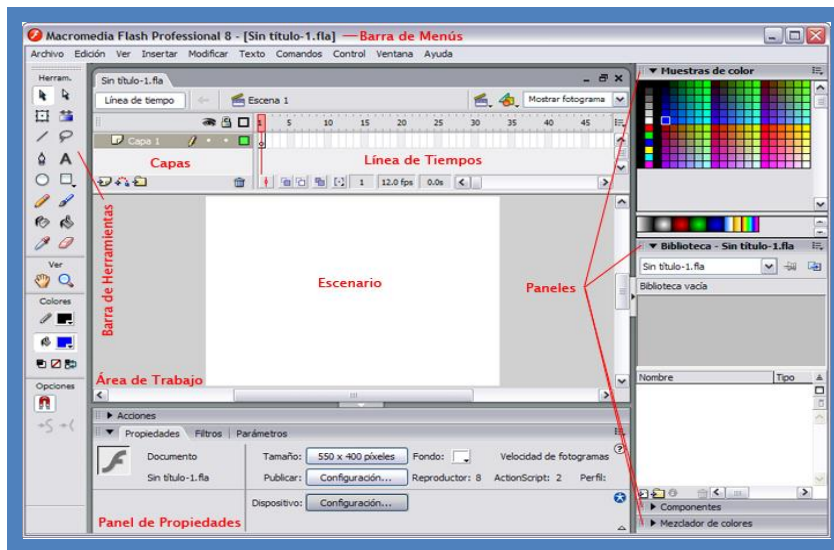 Macromedia Flash Professional 8 - [Sin título-1.fla] Barra de Menús
Archivo Edición Ver Insertar Modificar Texto Comandos Control Ventana Ayuda
Herram.
Ver
Colores
Opciones
Barra de Herramientas
Sin título-1.fla
Línea de tiempo Escena 1 Mostrar fotograma
1 5 10 15 20 25 30 35 40 45
Capa 1
Capas
Línea de Tiempos
1 12.0 fps 0.0s
Escenario
Área de Trabajo
Paneles
Acciones
Propiedades Filtros Parámetros
Documento Tamaño: 550 x 400 píxeles Fondo: Velocidad de fotogramas
Sin título-1.fla Publicar: Configuración... Reproductor: 8 ActionScript: 2 Perfil:
Dispositivo: Configuración...
Panel de Propiedades
Muestras de color
Biblioteca - Sin título-1.fla
Sin título-1.fla
Biblioteca vacía
Nombre Tipo
Componentes
Mezclador de colores